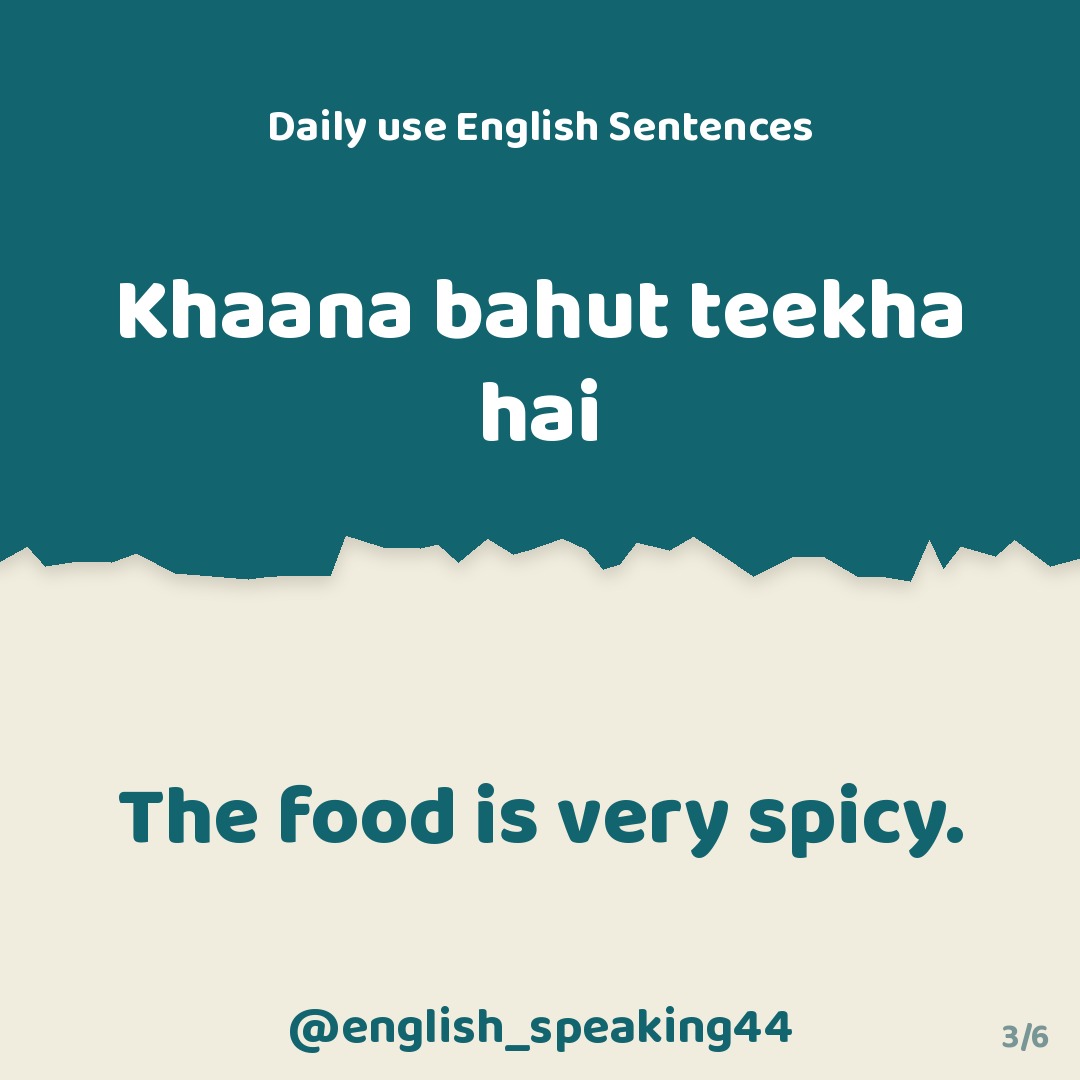 Daily use English Sentences
Khaana bahut teekha
hai
The food is very spicy.
@english_speaking44
3/6